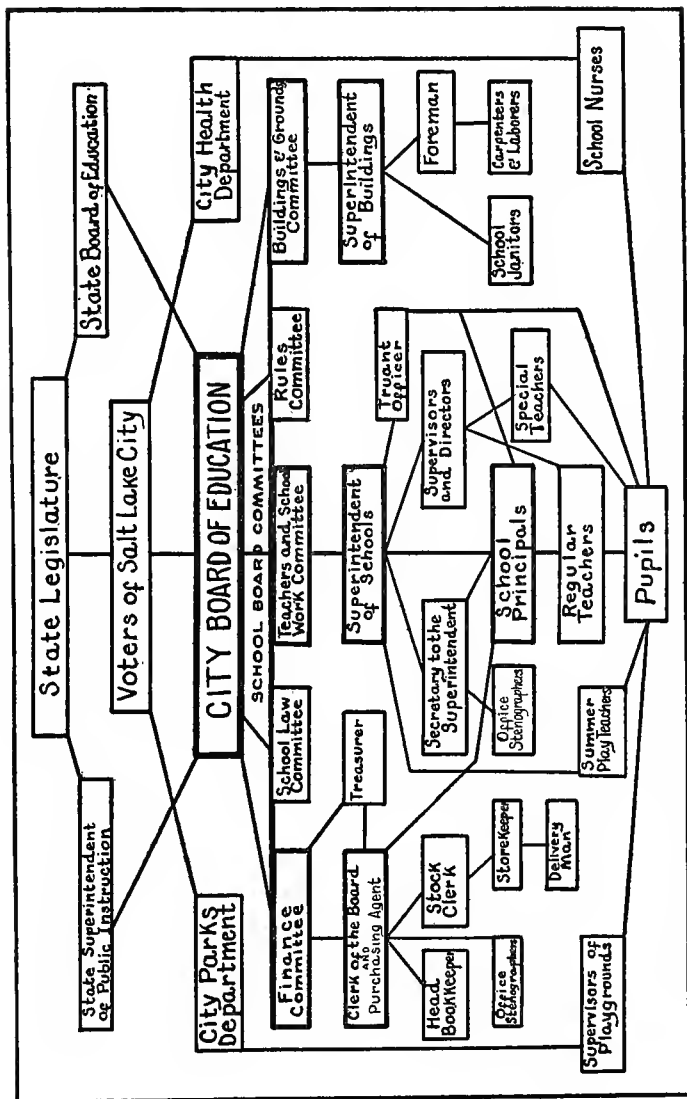 State Legislature
State Superintendent
of Public Instruction
State Board of Education
Voters of Salt Lake City
City Parks
Department
City Health
Department
CITY BOARD OF EDUCATION
SCHOOL BOARD COMMITTEES
Finance
Committee
School Law
Committee
Teachers and School
Work Committee
Rules
Committee
Buildings & Grounds
Committee
Clerk of the Board
AND
Purchasing Agent
Treasurer
Superintendent
of Schools
Truant
Officer
Superintendent
of Buildings
Head
BookKeeper
Stock
Clerk
Secretary to the
Superintendent
Supervisors
and Directors
Foreman
Office
Stenographers
StoreKeeper
Office
Stenographers
School
Principals
Special
Teachers
School
Janitors
Carpenters
& Laborers
Delivery
Man
Regular
Teachers
Supervisors of
Playgrounds
Summer
Play Teachers
Pupils
School Nurses